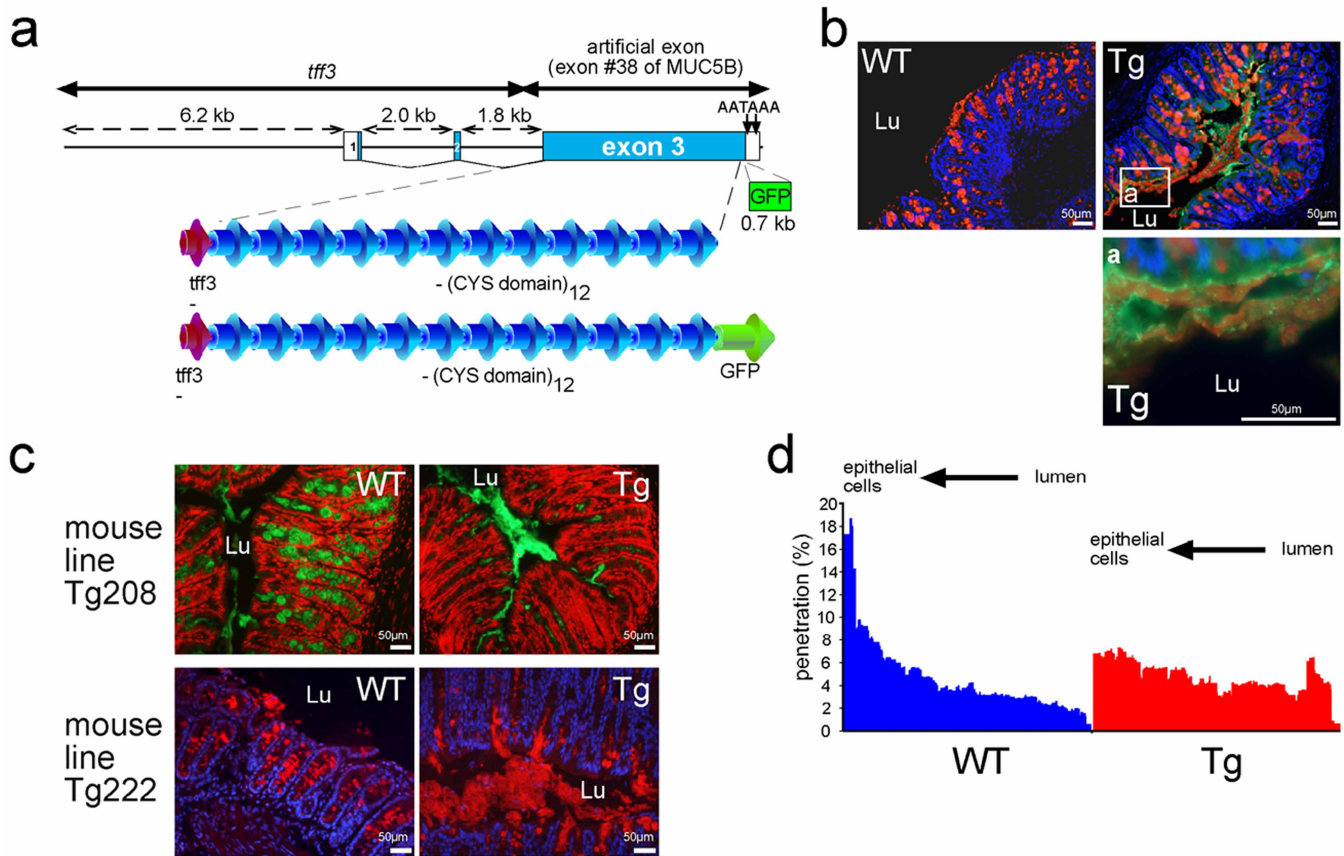 a
tff3
artificial exon
(exon #38 of MUC5B)
AATAAA
6.2 kb
2.0 kb
1.8 kb
1
2
exon 3
GFP
0.7 kb
tff3
-
- (CYS domain)12
tff3
-
- (CYS domain)12
GFP
b
WT
Lu
50µm
Tg
a
Lu
50µm
a
Tg
Lu
50µm
c
mouse
line
Tg208
WT
Lu
50µm
Tg
Lu
50µm
mouse
line
Tg222
WT
Lu
50µm
Tg
Lu
50µm
d
epithelial
cells
lumen
epithelial
cells
lumen
penetration (%)
20
18
16
14
12
10
8
6
4
2
0
WT
Tg